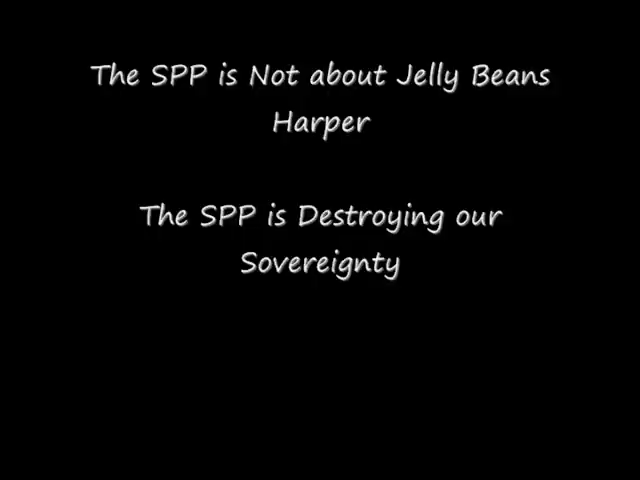 The SPP is Not about Jelly Beans
Harper
The SPP is Destroying our
Sovereignty